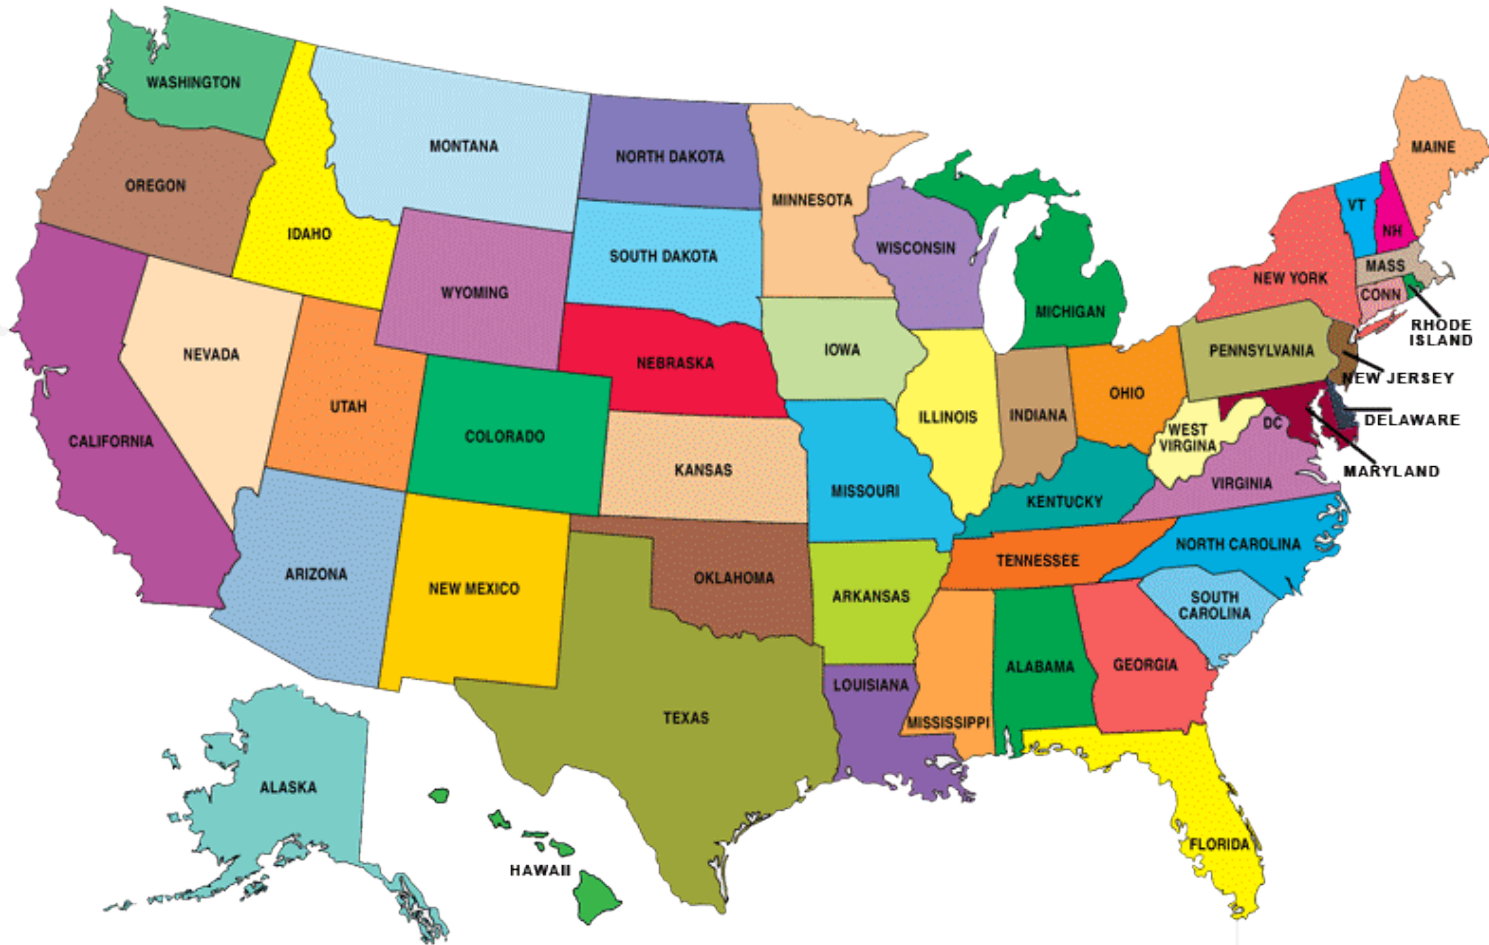 WASHINGTON
MONTANA
NORTH DAKOTA
MINNESOTA
MAINE
OREGON
IDAHO
VT
NH
WISCONSIN
SOUTH DAKOTA
WYOMING
MICHIGAN
NEW YORK
MASS
CONN
RHODE
ISLAND
NEVADA
NEBRASKA
IOWA
PENNSYLVANIA
NEW JERSEY
UTAH
COLORADO
ILLINOIS
INDIANA
OHIO
DELAWARE
CALIFORNIA
KANSAS
MISSOURI
WEST
VIRGINA
DC
MARYLAND
KENTUCKY
VIRGINIA
ARIZONA
NEW MEXICO
OKLAHOMA
ARKANSAS
TENNESSEE
NORTH CAROLINA
SOUTH
CAROLINA
TEXAS
LOUISIANA
MISSISSIPPI
ALABAMA
GEORGIA
ALASKA
HAWAII
FLORIDA